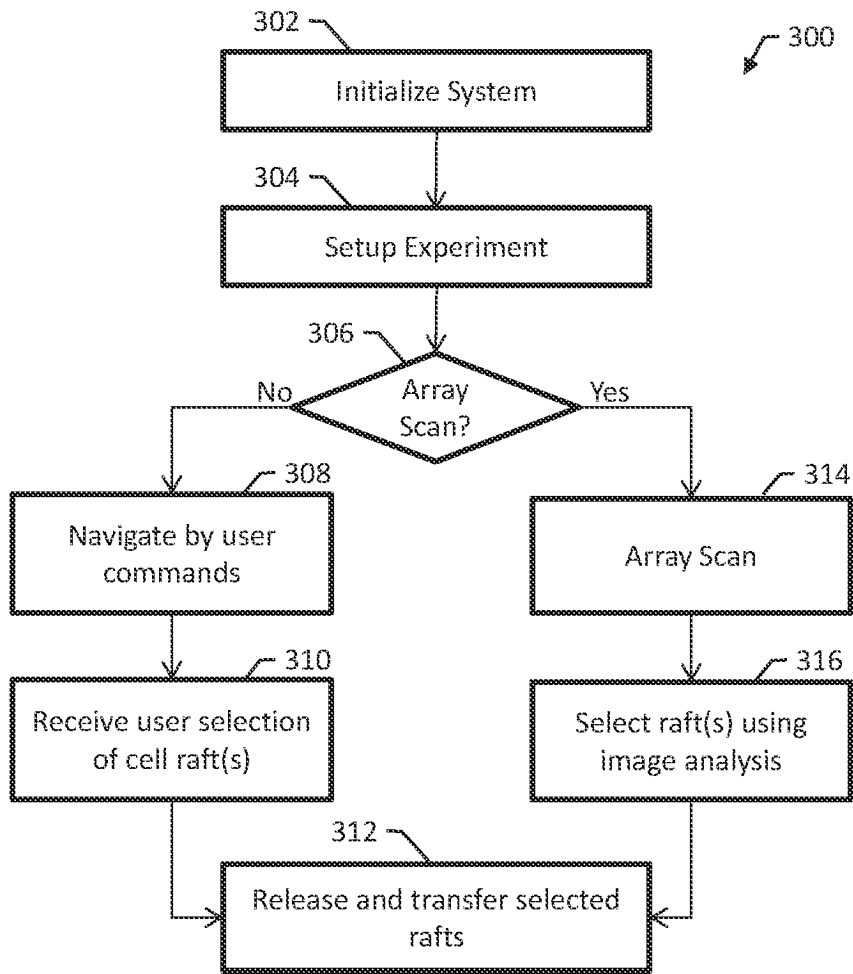 302
300
Initialize System
304
Setup Experiment
306
No
Array
Scan?
Yes
308
Navigate by user
commands
314
Array Scan
310
Receive user selection
of cell raft(s)
316
Select raft(s) using
image analysis
312
Release and transfer selected
rafts